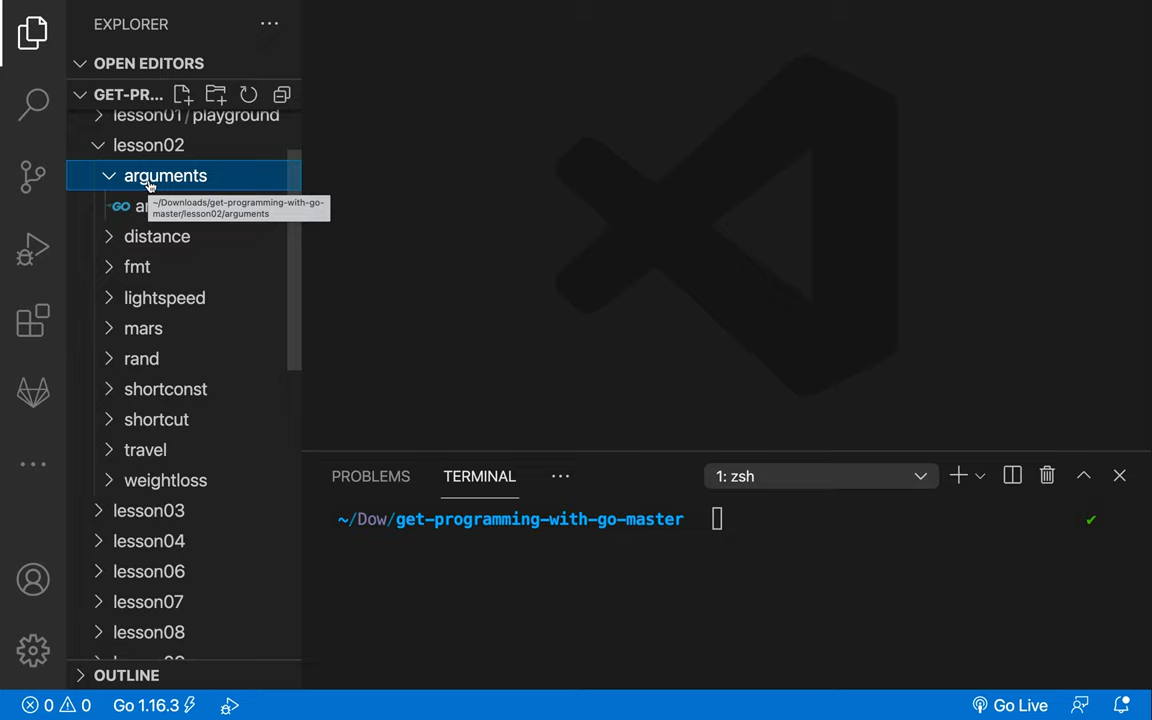 EXPLORER
OPEN EDITORS
GET-PR...
lesson01 / playground
lesson02
arguments
GO
~/Downloads/get-programming-with-go-
master/lesson02/arguments
distance
fmt
lightspeed
mars
rand
shortconst
shortcut
travel
weightloss
lesson03
lesson04
lesson06
lesson07
lesson08
OUTLINE
PROBLEMS TERMINAL
1: zsh
~/Dow/get-programming-with-go-master
0 0 Go 1.16.3 Go Live